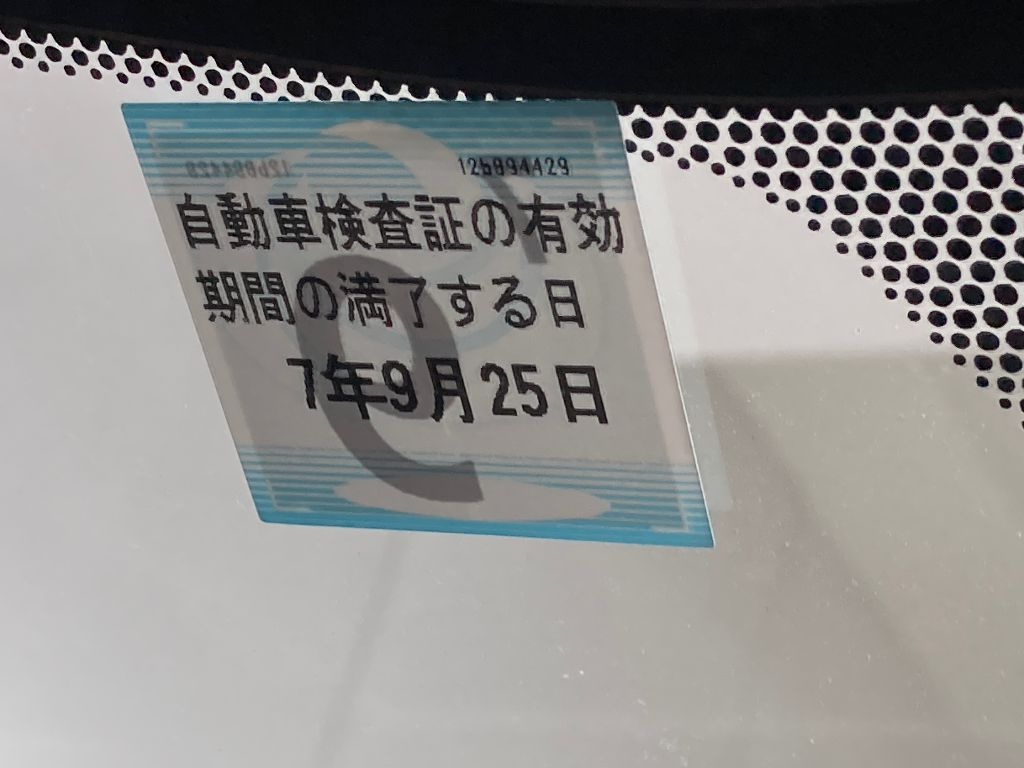 12b094429
自動車検査証の有効
期間の満了する日
7年9月25日